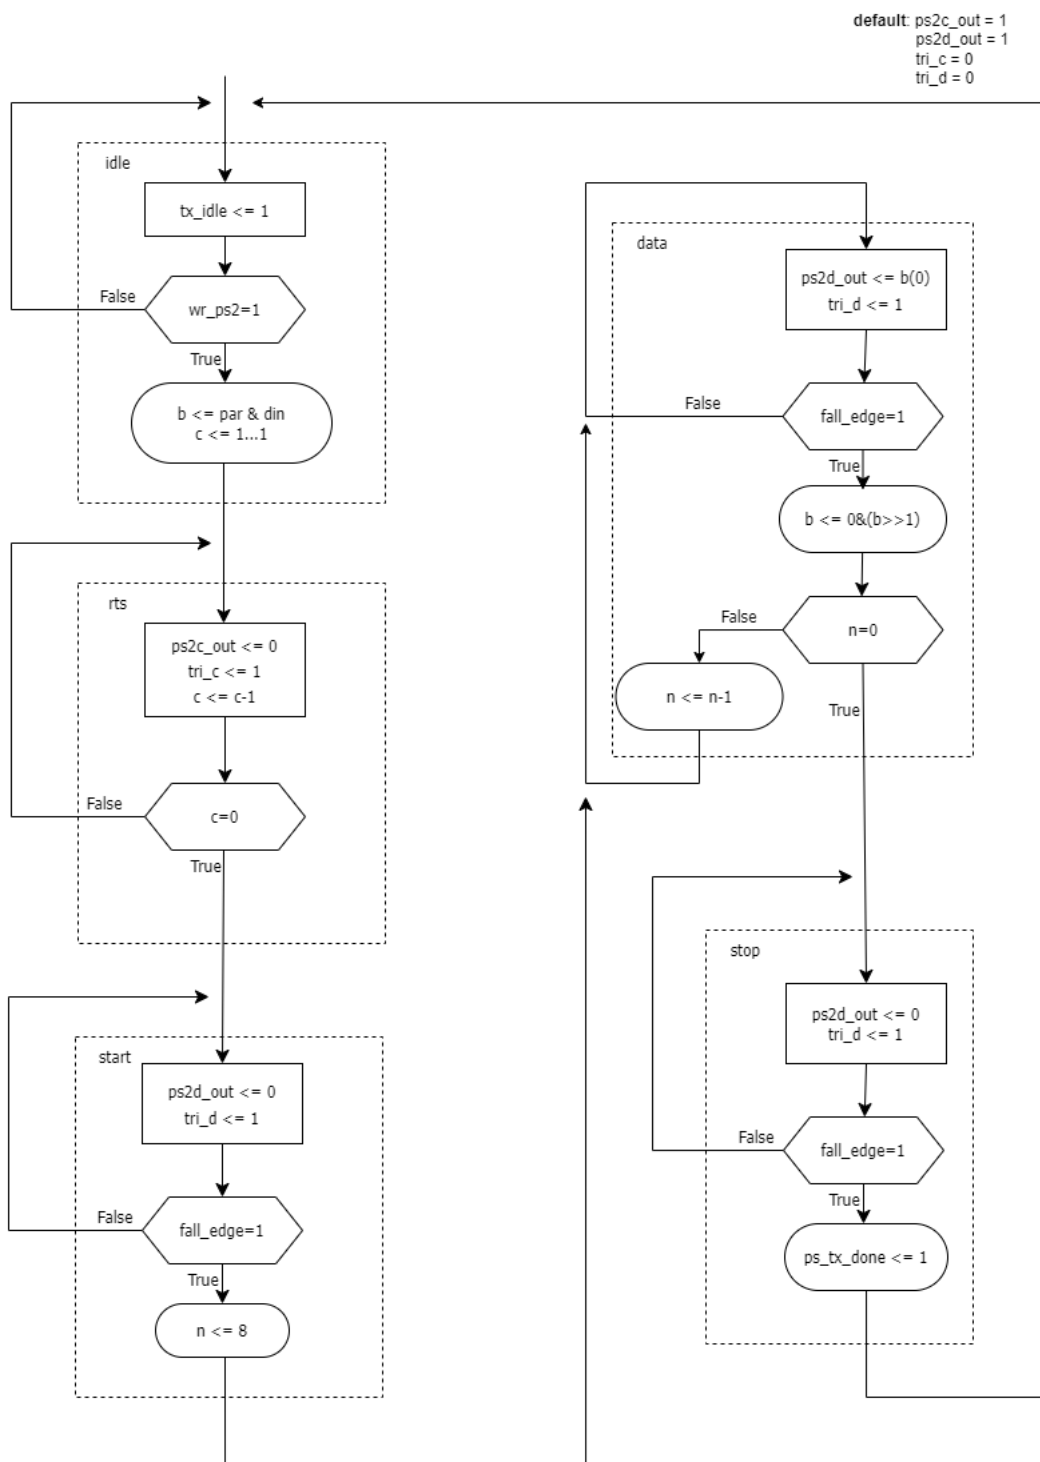 default: ps2c_out = 1
ps2d_out = 1
tri_c = 0
tri_d = 0
idle
tx_idle <= 1
False
wr_ps2=1
True
b <= par & din
c <= 1...1
rts
ps2c_out <= 0
tri_c <= 1
c <= c-1
False
c=0
True
start
ps2d_out <= 0
tri_d <= 1
False
fall_edge=1
True
n <= 8
data
ps2d_out <= b(0)
tri_d <= 1
False
fall_edge=1
True
b <= 0&(b>>1)
False
n=0
n <= n-1
True
stop
ps2d_out <= 0
tri_d <= 1
False
fall_edge=1
True
ps_tx_done <= 1